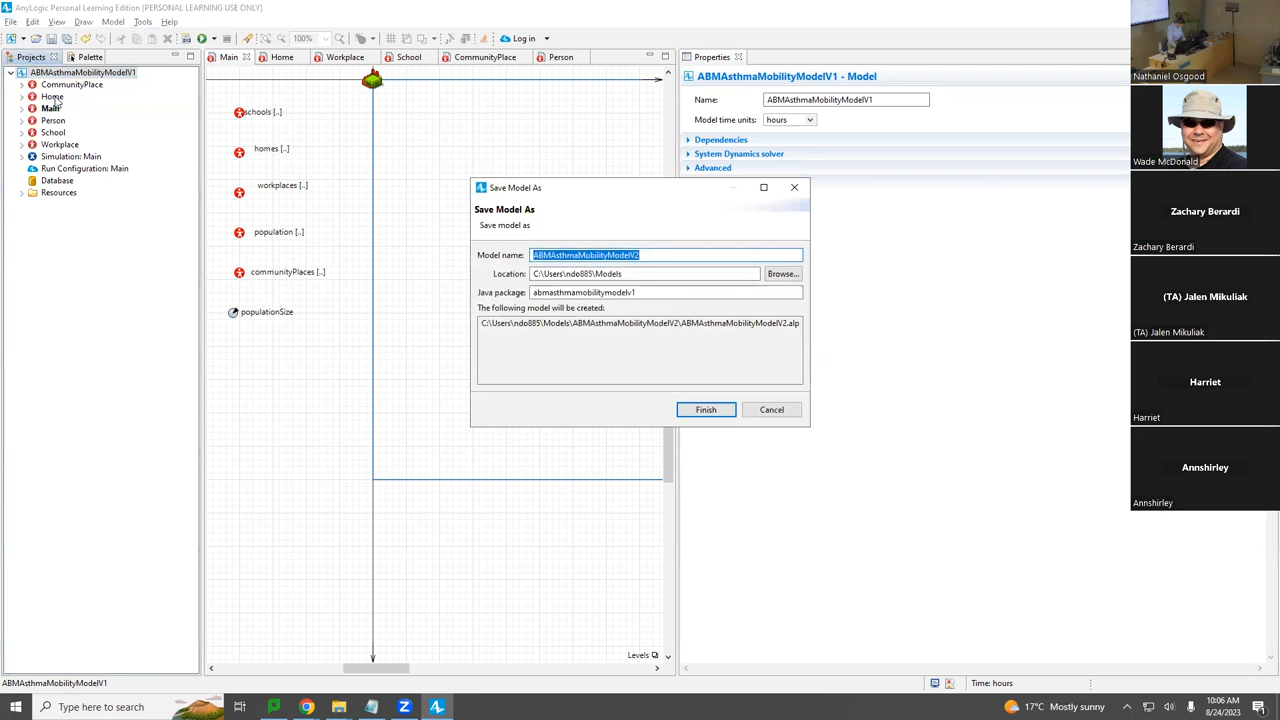 AnyLogic Personal Learning Edition [PERSONAL LEARNING USE ONLY]
File Edit View Draw Model Tools Help
100% Log in
Projects Palette Main Home Workplace School CommunityPlace Person Properties
ABMAsthmaMobilityModelV1
CommunityPlace
Home
Main
Person
School
Workplace
Simulation: Main
Run Configuration: Main
Database
Resources
schools [..]
homes [..]
workplaces [..]
population [..]
communityPlaces [..]
populationSize
Levels
ABMAsthmaMobilityModelV1 - Model
Name: ABMAsthmaMobilityModelV1
Model time units: hours
Dependencies
System Dynamics solver
Advanced
Save Model As
Save Model As
Save model as
Model name: ABMAsthmaMobilityModelV2
Location: C:\Users\ndo885\Models Browse...
Java package: abmasthmamobilitymodelv1
The following model will be created:
C:\Users\ndo885\Models\ABMAsthmaMobilityModelV2\ABMAsthmaMobilityModelV2.alp
Finish Cancel
Nathaniel Osgood
Wade McDonald
Zachary Berardi
Zachary Berardi
(TA) Jalen Mikuliak
(TA) Jalen Mikuliak
Harriet
Harriet
Annshirley
Annshirley
ABMAsthmaMobilityModelV1 Time: hours
Type here to search
17°C Mostly sunny
10:06 AM
8/24/2023
1